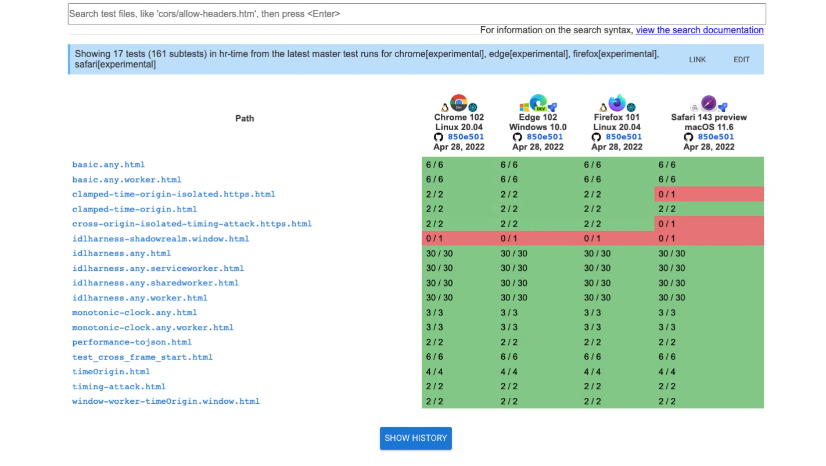 Search test files, like 'cors/allow-headers.htm', then press <Enter>
For information on the search syntax, view the search documentation
Showing 17 tests (161 subtests) in hr-time from the latest master test runs for chrome[experimental], edge[experimental], firefox[experimental],
safari[experimental]
LINK EDIT
Path
Chrome 102 Edge 102 Firefox 101 Safari 143 preview
Linux 20.04 Windows 10.0 Linux 20.04 macOS 11.6
850e501 850e501 850e501 850e501
Apr 28, 2022 Apr 28, 2022 Apr 28, 2022 Apr 28, 2022
basic.any.html 6 / 6 6 / 6 6 / 6 6 / 6
basic.any.worker.html 6 / 6 6 / 6 6 / 6 6 / 6
clamped-time-origin-isolated.https.html 2 / 2 2 / 2 2 / 2 0 / 1
clamped-time-origin.html 2 / 2 2 / 2 2 / 2 2 / 2
cross-origin-isolated-timing-attack.https.html 2 / 2 2 / 2 2 / 2 0 / 1
idlharness-shadowrealm.window.html 0 / 1 0 / 1 0 / 1 0 / 1
idlharness.any.html 30 / 30 30 / 30 30 / 30 30 / 30
idlharness.any.serviceworker.html 30 / 30 30 / 30 30 / 30 30 / 30
idlharness.any.sharedworker.html 30 / 30 30 / 30 30 / 30 30 / 30
idlharness.any.worker.html 30 / 30 30 / 30 30 / 30 30 / 30
monotonic-clock.any.html 3 / 3 3 / 3 3 / 3 3 / 3
monotonic-clock.any.worker.html 3 / 3 3 / 3 3 / 3 3 / 3
performance-tojson.html 2 / 2 2 / 2 2 / 2 2 / 2
test_cross_frame_start.html 6 / 6 6 / 6 6 / 6 6 / 6
timeOrigin.html 4 / 4 4 / 4 4 / 4 4 / 4
timing-attack.html 2 / 2 2 / 2 2 / 2 2 / 2
window-worker-timeOrigin.window.html 2 / 2 2 / 2 2 / 2 2 / 2
SHOW HISTORY